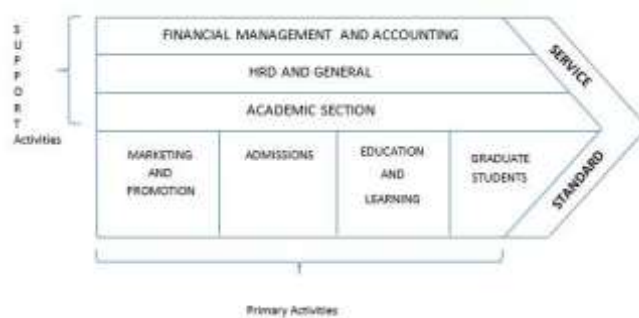 SUPPORT
Activities
FINANCIAL MANAGEMENT AND ACCOUNTING
HRD AND GENERAL
ACADEMIC SECTION
MARKETING
AND
PROMOTION
ADMISSIONS
EDUCATION
AND
LEARNING
GRADUATE
STUDENTS
SERVICE
STANDARD
Primary Activities